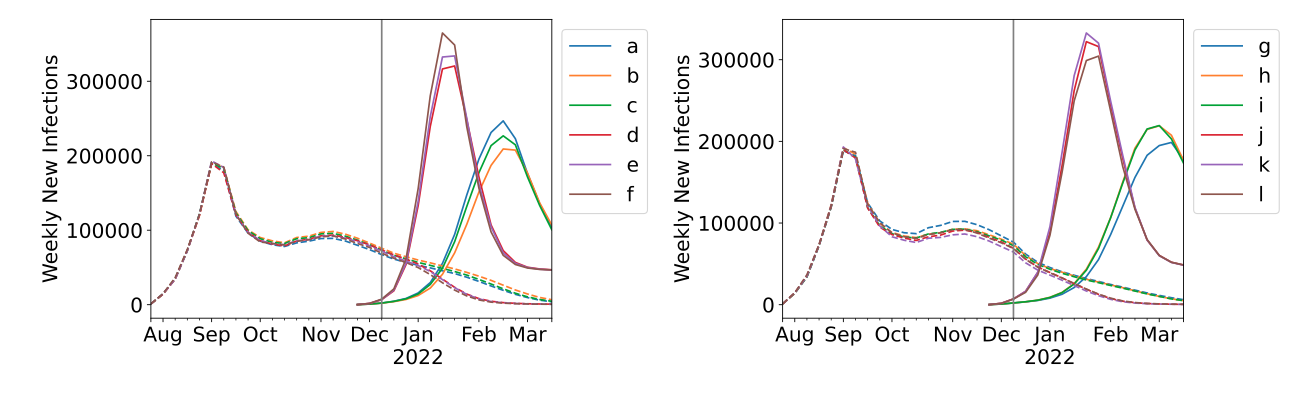 Weekly New Infections
300000
200000
100000
0
Aug Sep Oct Nov Dec Jan Feb Mar
2022
a
b
c
d
e
f
Weekly New Infections
300000
200000
100000
0
Aug Sep Oct Nov Dec Jan Feb Mar
2022
g
h
i
j
k
l